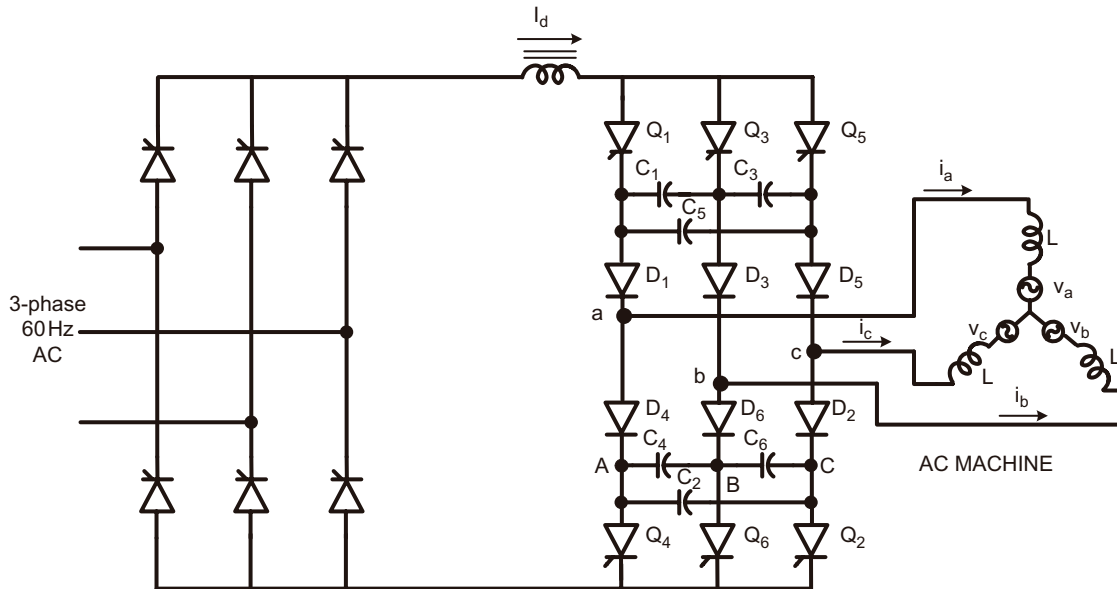 I_d
Q_1
Q_3
Q_5
C_1
C_3
C_5
i_a
L
D_1
D_3
D_5
v_a
3-phase
60 Hz
AC
a
i_c
v_c
v_b
c
L
L
b
i_b
D_4
D_6
D_2
C_4
C_6
A
C
C_2
B
AC MACHINE
Q_4
Q_6
Q_2